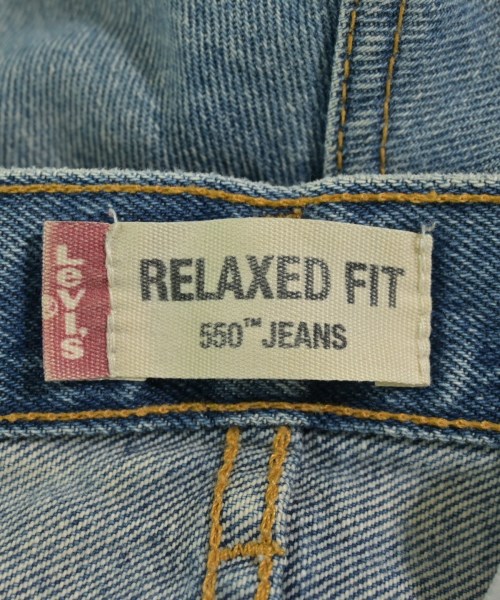 Levi's
®
RELAXED FIT
550™ JEANS